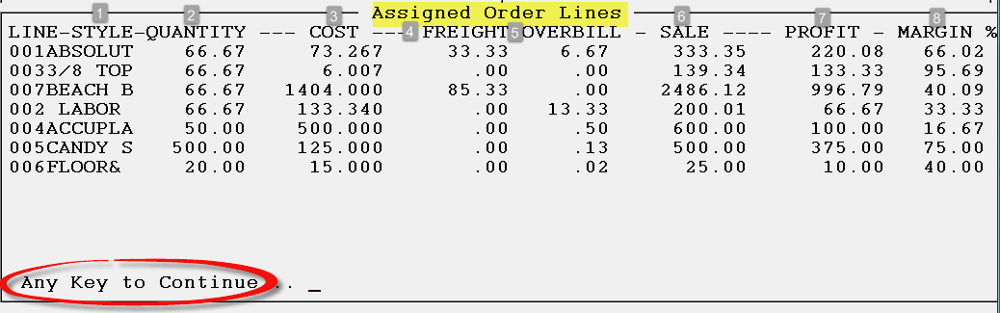 Assigned Order Lines
1 2 3 4 5 6 7 8
LINE-STYLE-QUANTITY --- COST --- FREIGHT OVERBILL - SALE ---- PROFIT - MARGIN %
001ABSOLUT 66.67 73.267 33.33 6.67 333.35 220.08 66.02
0033/8 TOP 66.67 6.007 .00 .00 139.34 133.33 95.69
007BEACH B 66.67 1404.000 85.33 .00 2486.12 996.79 40.09
002 LABOR 66.67 133.340 .00 13.33 200.01 66.67 33.33
004ACCUPLA 50.00 500.000 .00 .50 600.00 100.00 16.67
005CANDY S 500.00 125.000 .00 .13 500.00 375.00 75.00
006FLOOR& 20.00 15.000 .00 .02 25.00 10.00 40.00
Any Key to Continue .. _